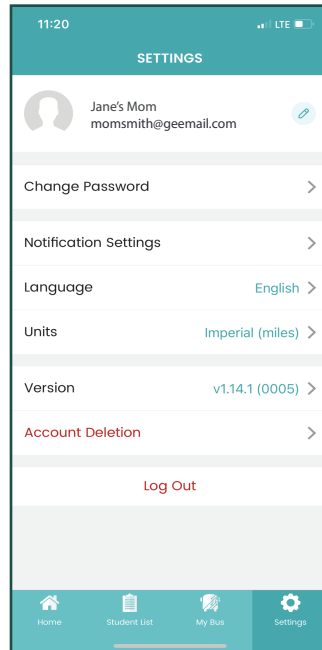 11:20 LTE
SETTINGS
Jane's Mom
momsmith@geemail.com
Change Password
Notification Settings
Language English
Units Imperial (miles)
Version v1.14.1 (0005)
Account Deletion
Log Out
Home Student List My Bus Settings